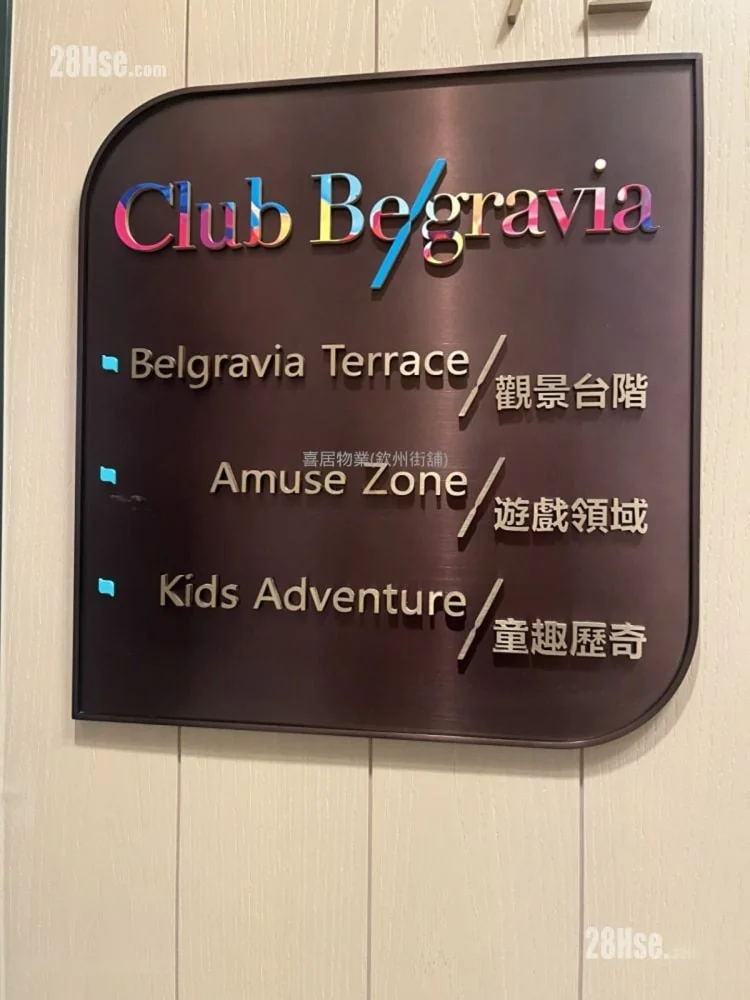 28Hse.com
Club Belgravia
Belgravia Terrace / 觀景台階
喜居物業(欽州街舖)
Amuse Zone / 遊戲領域
Kids Adventure / 童趣歷奇
28Hse.com